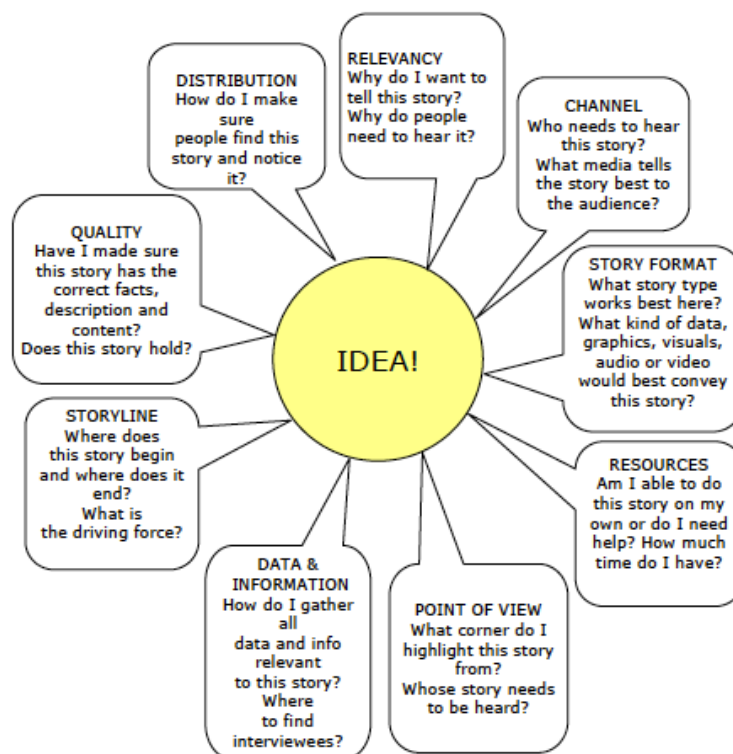 RELEVANCY
Why do I want to
tell this story?
Why do people
need to hear it?
CHANNEL
Who needs to hear
this story?
What media tells
the story best to
the audience?
STORY FORMAT
What story type
works best here?
What kind of data,
graphics, visuals,
audio or video
would best convey
this story?
RESOURCES
Am I able to do
this story on my
own or do I need
help? How much
time do I have?
POINT OF VIEW
What corner do I
highlight this story
from?
Whose story needs
to be heard?
DATA &
INFORMATION
How do I gather
all
data and info
relevant
to this story?
Where
to find
interviewees?
STORYLINE
Where does
this story begin
and where does it
end?
What is
the driving force?
QUALITY
Have I made sure
this story has the
correct facts,
description and
content?
Does this story hold?
DISTRIBUTION
How do I make
sure
people find this
story and notice
it?
IDEA!